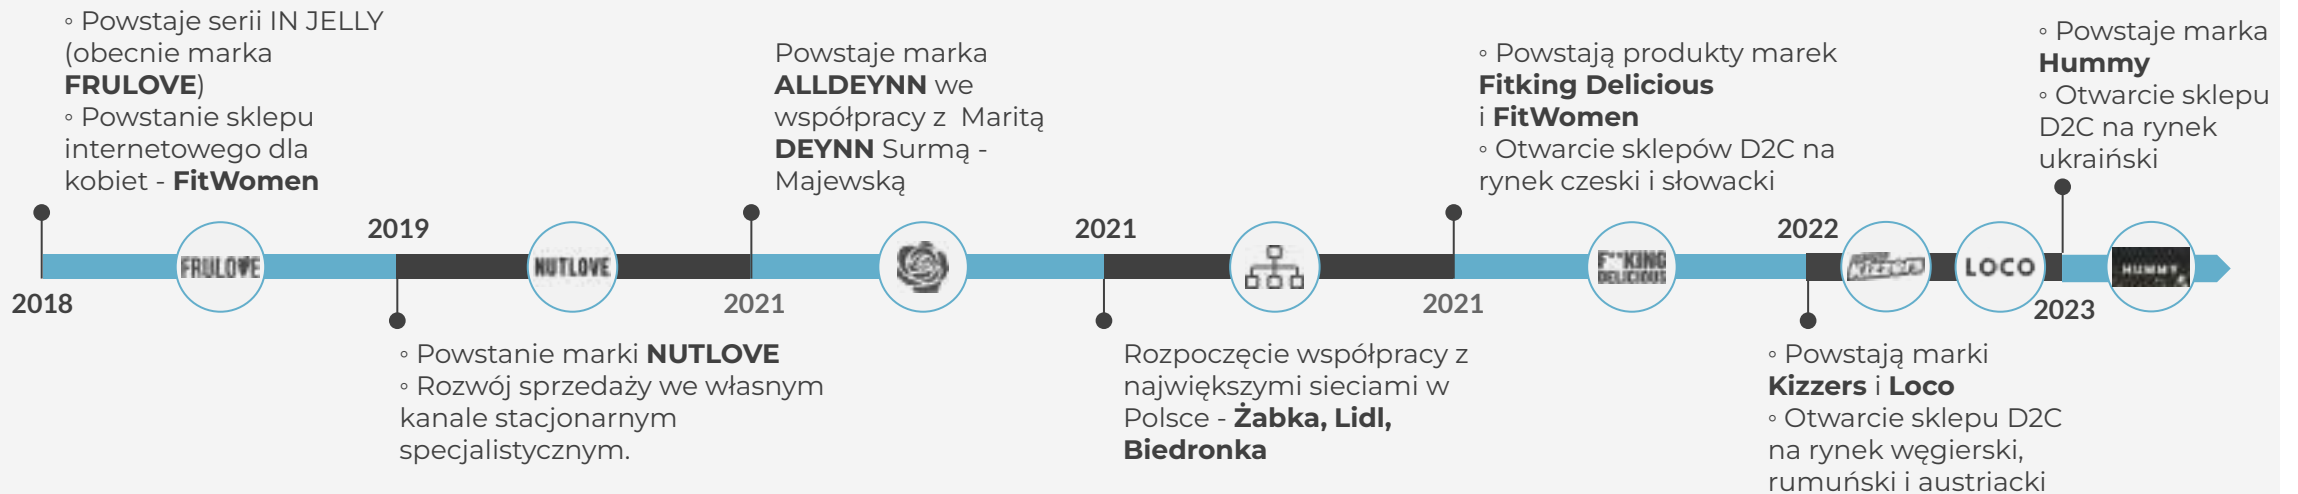 ◦ Powstaje serii IN JELLY
(obecnie marka
FRULOVE)
◦ Powstanie sklepu
internetowego dla
kobiet - FitWomen
Powstaje marka
ALLDEYNN we
współpracy z  Maritą
DEYNN Surmą -
Majewską
◦ Powstają produkty marek
Fitking Delicious
i FitWomen
◦ Otwarcie sklepów D2C na
rynek czeski i słowacki
◦ Powstaje marka
Hummy
◦ Otwarcie sklepu
D2C na rynek
ukraiński
2019
2021
2022
FRULOVE
NUTLOVE
F**KING
DELICIOUS
Kizzers
LOCO
HUMMY
2018
2021
2021
2023
◦ Powstanie marki NUTLOVE
◦ Rozwój sprzedaży we własnym
kanale stacjonarnym
specjalistycznym.
Rozpoczęcie współpracy z
największymi sieciami w
Polsce - Żabka, Lidl,
Biedronka
◦ Powstają marki
Kizzers i Loco
◦ Otwarcie sklepu D2C
na rynek węgierski,
rumuński i austriacki